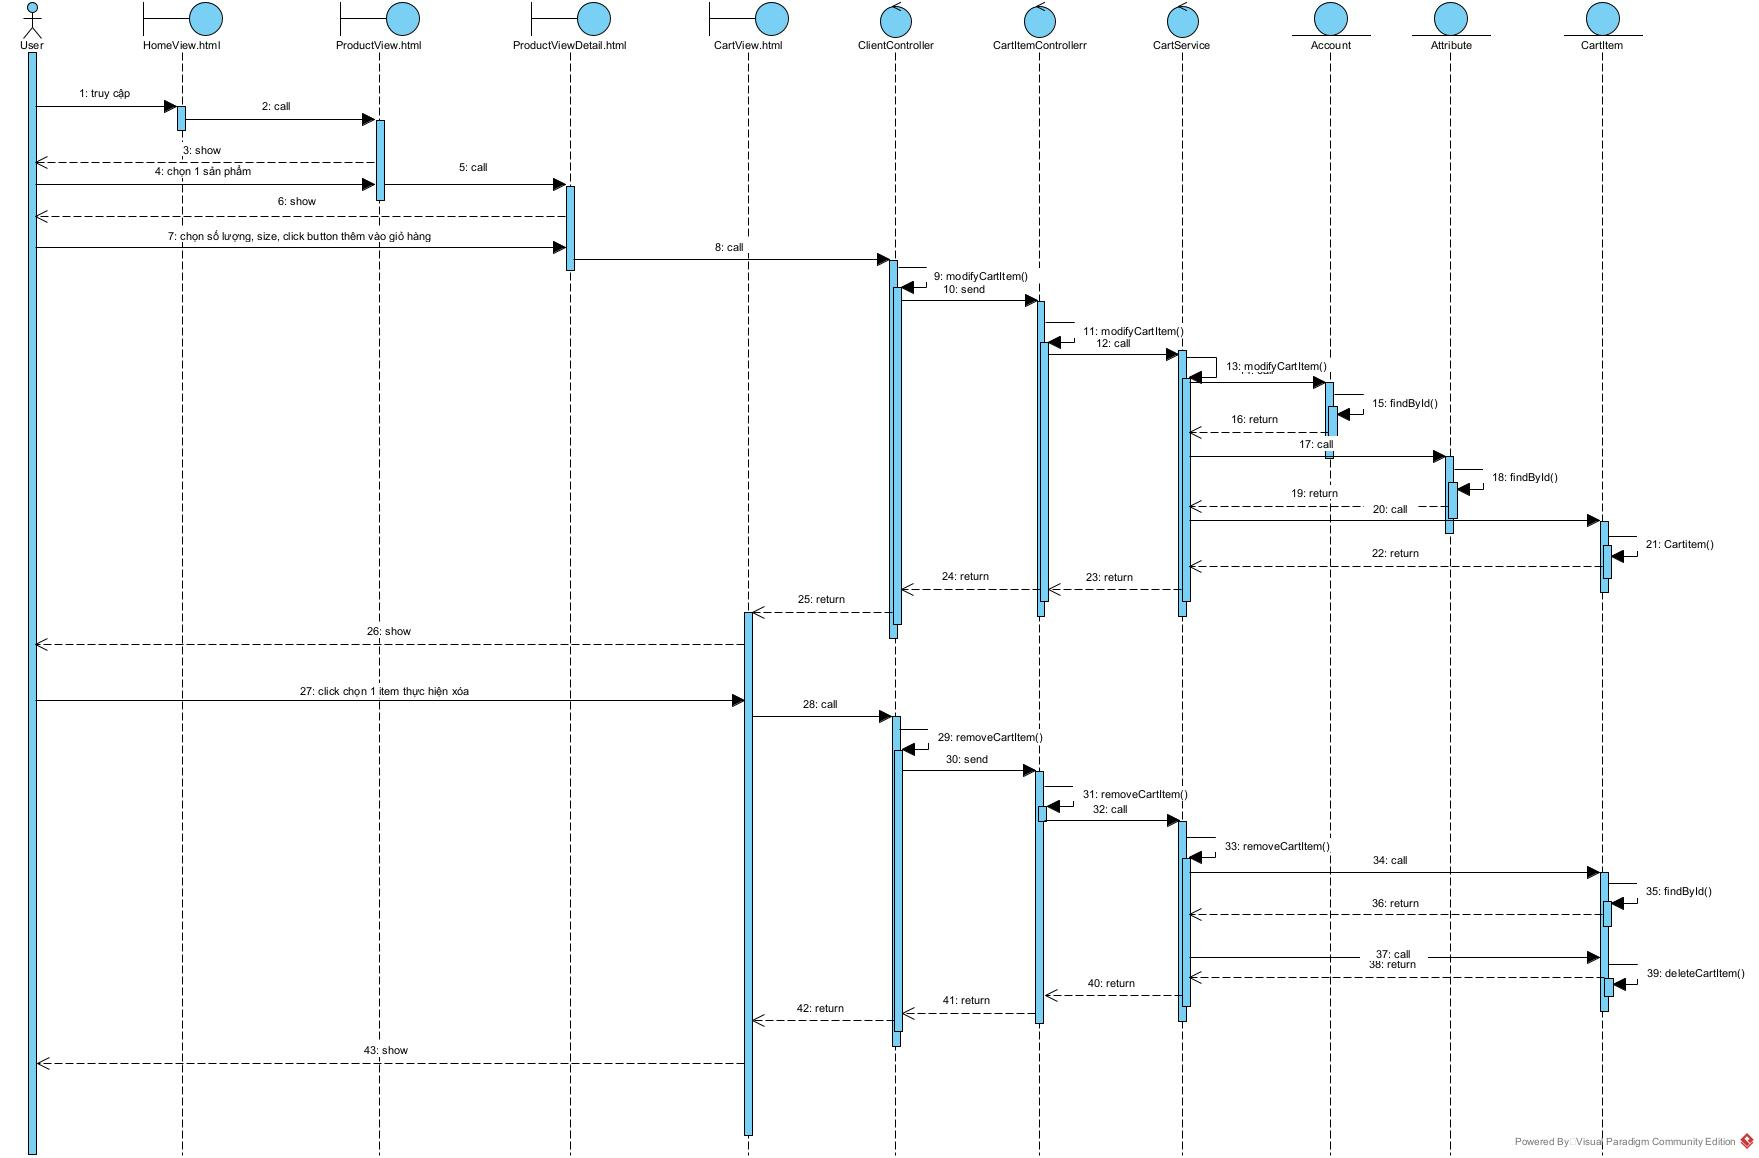 User
HomeView.html
ProductView.html
ProductViewDetail.html
CartView.html
ClientController
CartItemControllerr
CartService
Account
Attribute
CartItem
1: truy cập
2: call
3: show
4: chọn 1 sản phẩm
5: call
6: show
7: chọn số lượng, size, click button thêm vào giỏ hàng
8: call
9: modifyCartItem()
10: send
11: modifyCartItem()
12: call
13: modifyCartItem()
15: findById()
16: return
17: call
18: findById()
19: return
20: call
21: Cartitem()
22: return
23: return
24: return
25: return
26: show
27: click chọn 1 item thực hiện xóa
28: call
29: removeCartItem()
30: send
31: removeCartItem()
32: call
33: removeCartItem()
34: call
35: findById()
36: return
37: call
38: return
39: deleteCartItem()
40: return
41: return
42: return
43: show
Powered By Visual Paradigm Community Edition